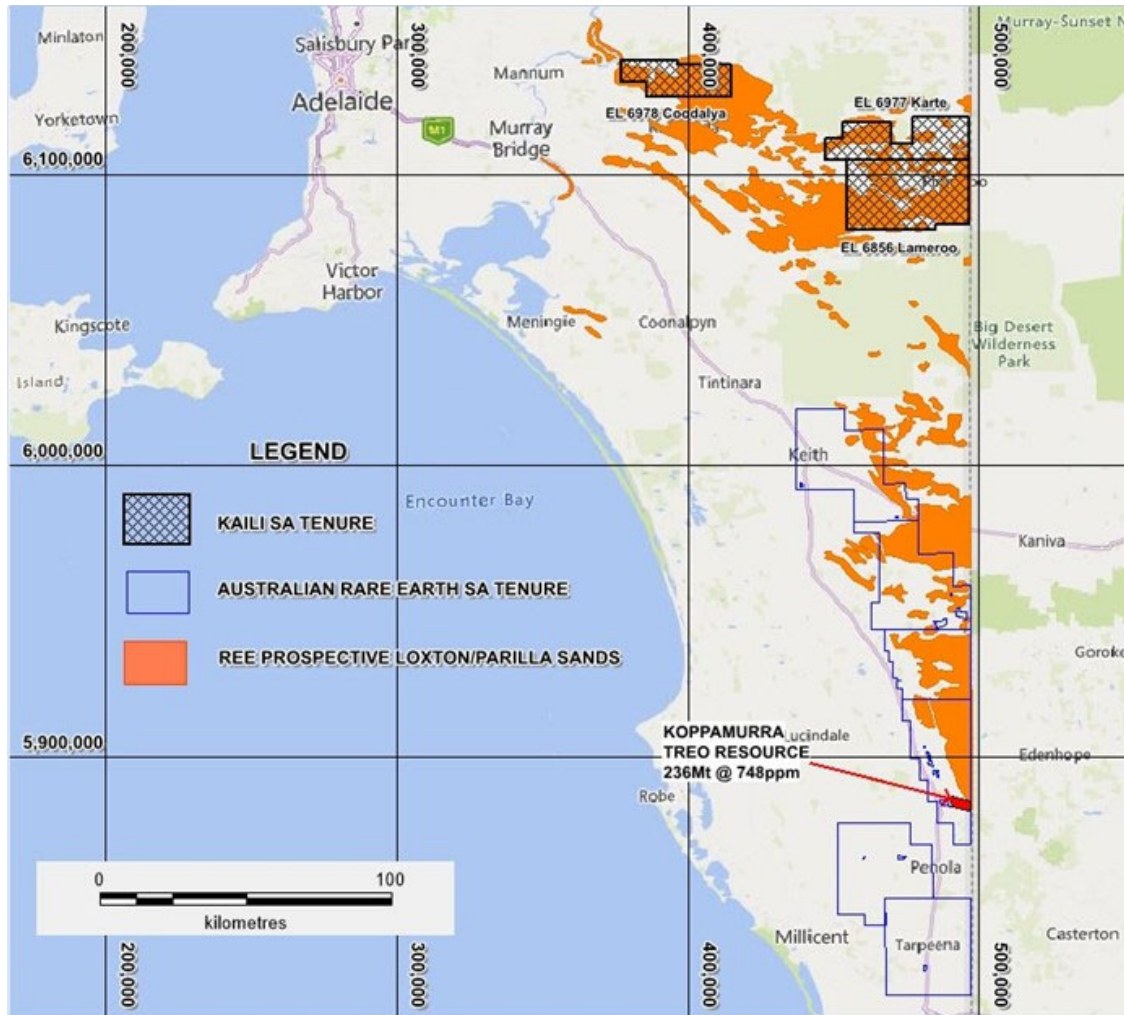 Minlaton
200,000
Salisbury Par
300,000
Mannum
400,000
500,000
Murray-Sunset N
Adelaide
M1
EL 6978 Coodalya
EL 6977 Karte
Yorketown
Murray
Bridge
6,100,000
EL 6856 Lameroo
Victor
Harbor
Kingscote
Meningie
Coonalpyn
Big Desert
Wilderness
Park
Island
Tintinara
6,000,000
LEGEND
Keith
Encounter Bay
KAILI SA TENURE
Kaniva
AUSTRALIAN RARE EARTH SA TENURE
REE PROSPECTIVE LOXTON/PARILLA SANDS
Goroke
KOPPAMURRA
TREO RESOURCE
236Mt @ 748ppm
Lucindale
5,900,000
Edenhope
Robe
Penola
0
100
kilometres
Millicent
Tarpeena
Casterton
200,000
300,000
400,000
500,000